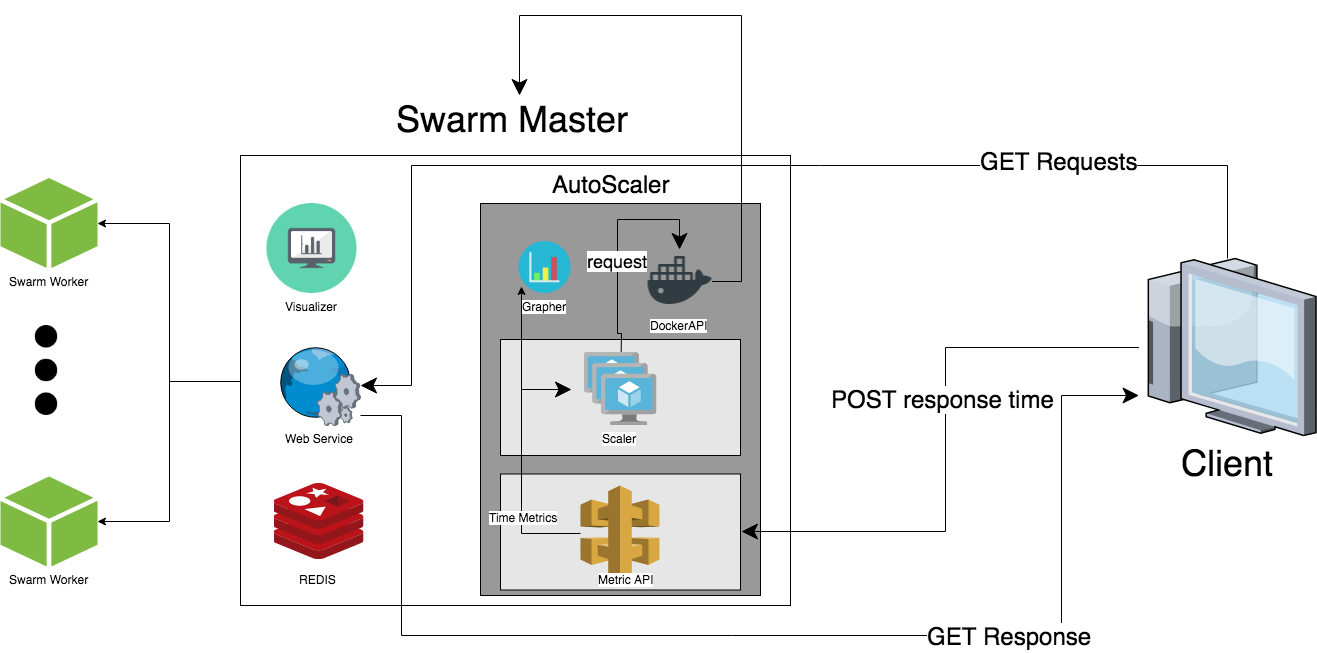 Swarm Master
GET Requests
AutoScaler
request
Swarm Worker
Visualizer
Grapher
DockerAPI
POST response time
Web Service
Scaler
Client
Time Metrics
Swarm Worker
REDIS
Metric API
GET Response